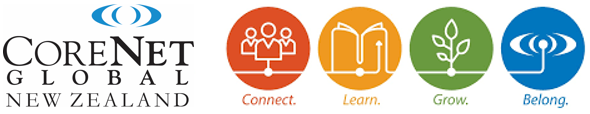 CORENET
GLOBAL
NEW ZEALAND
Connect. Learn. Grow. Belong.